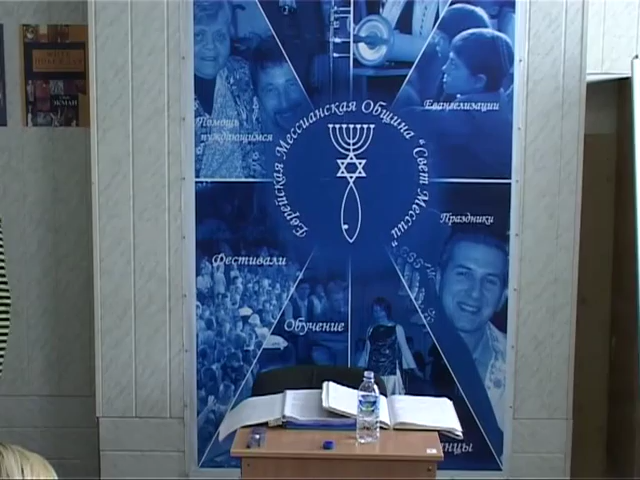 Еврейская Мессианская Община "Свет Мессии"
Помощь
нуждающимся
Евангелизации
Праздники
Фестивали
Обучение